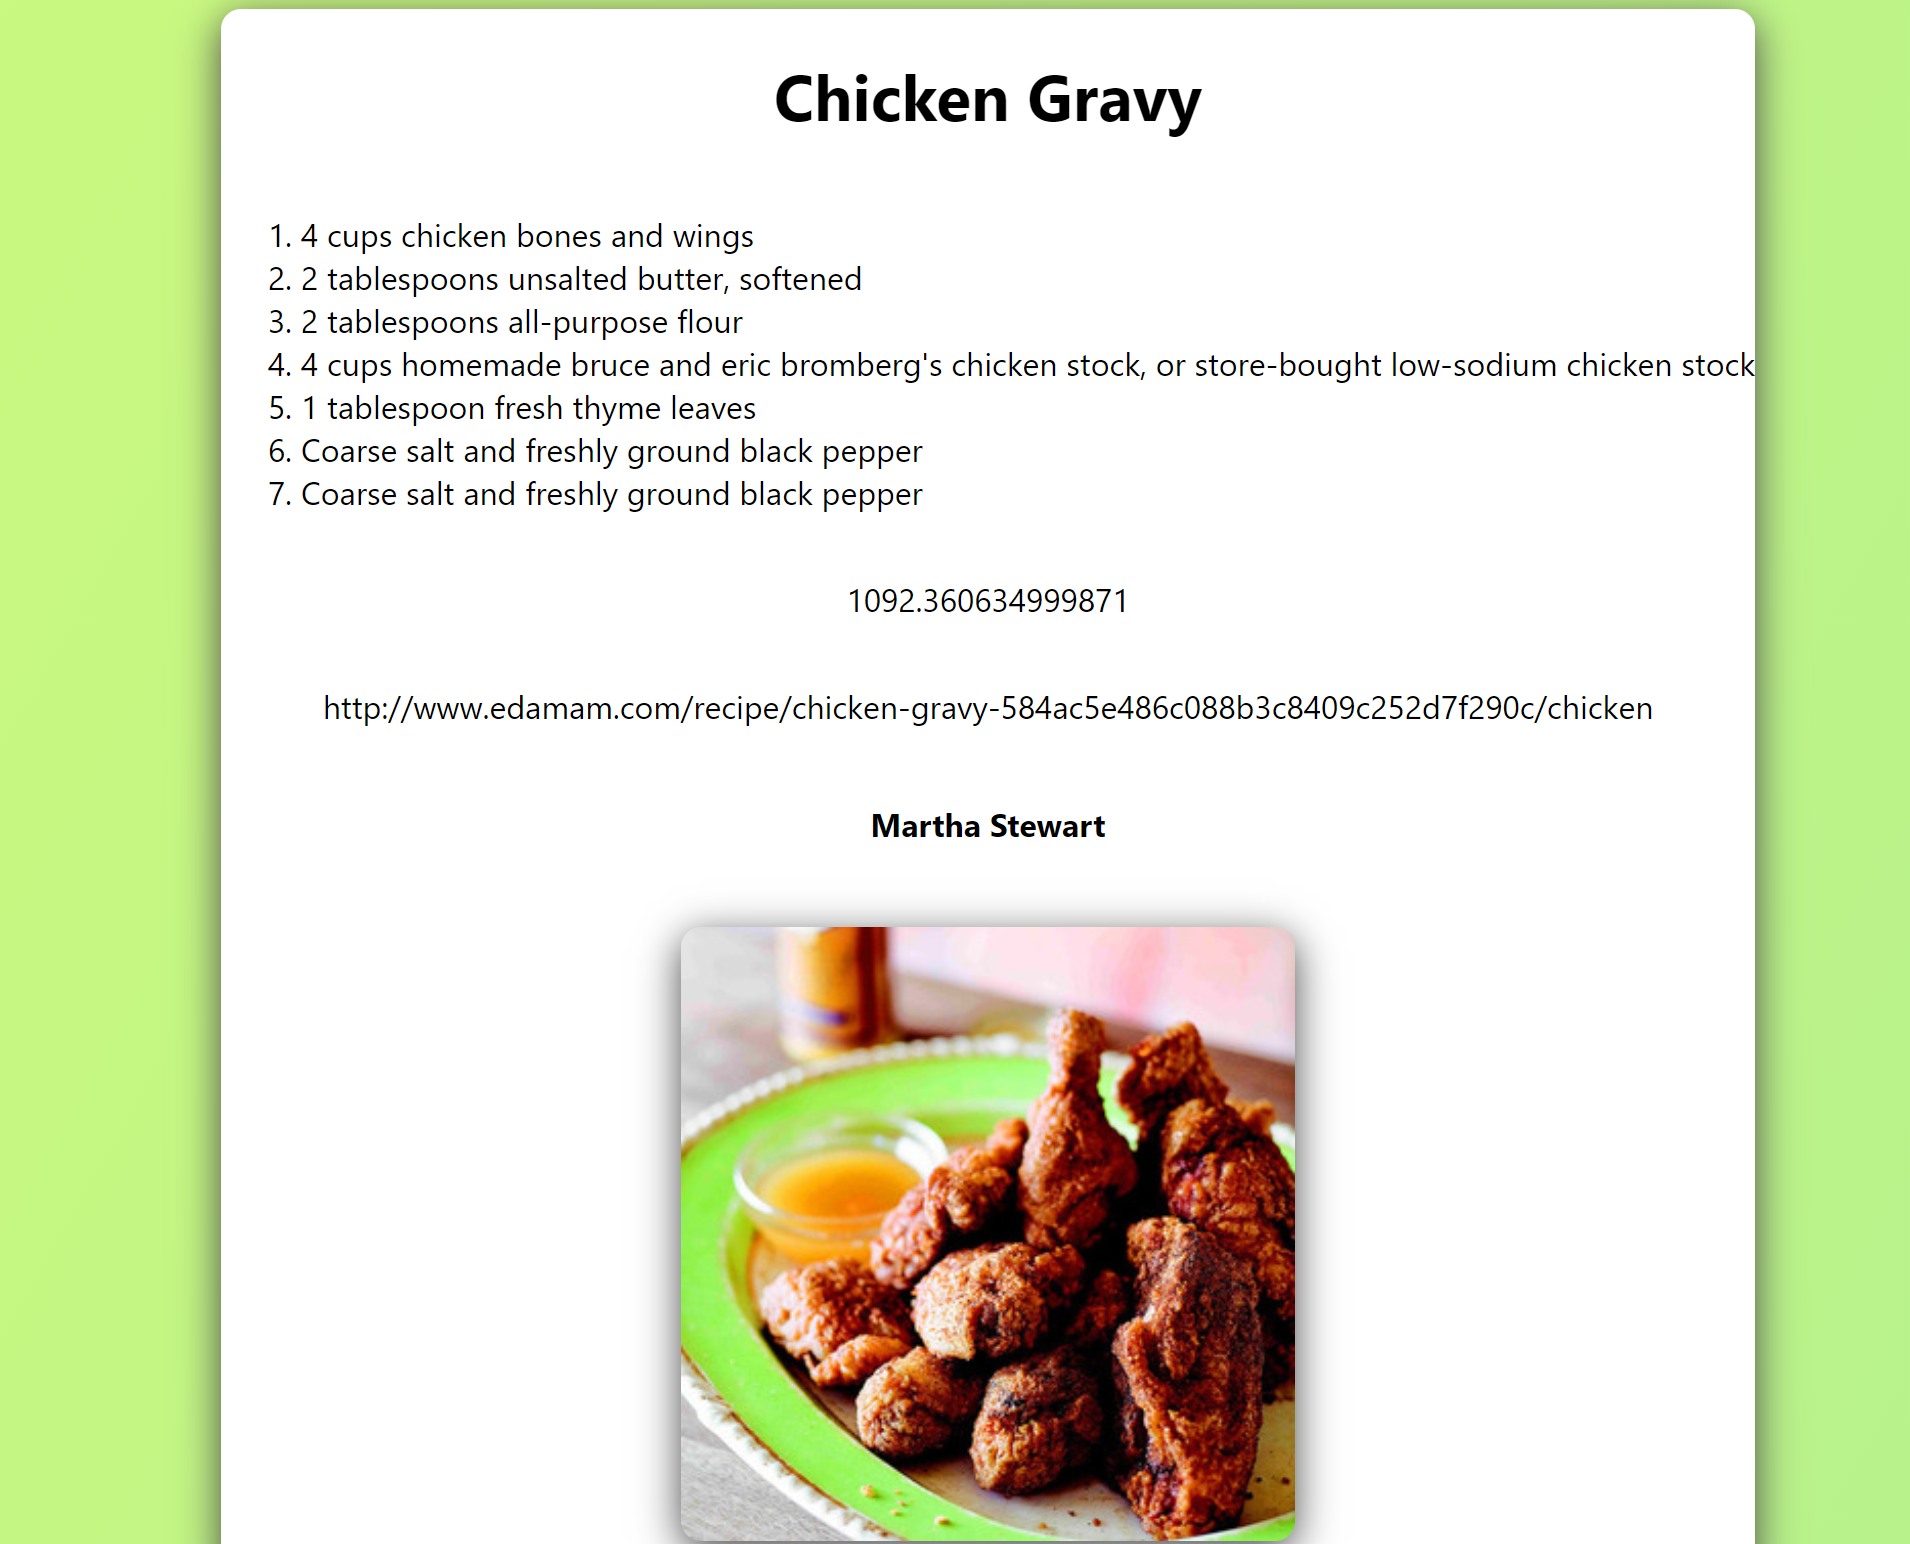 Chicken Gravy
1. 4 cups chicken bones and wings
2. 2 tablespoons unsalted butter, softened
3. 2 tablespoons all-purpose flour
4. 4 cups homemade bruce and eric bromberg's chicken stock, or store-bought low-sodium chicken stock
5. 1 tablespoon fresh thyme leaves
6. Coarse salt and freshly ground black pepper
7. Coarse salt and freshly ground black pepper
1092.360634999871
http://www.edamam.com/recipe/chicken-gravy-584ac5e486c088b3c8409c252d7f290c/chicken
Martha Stewart